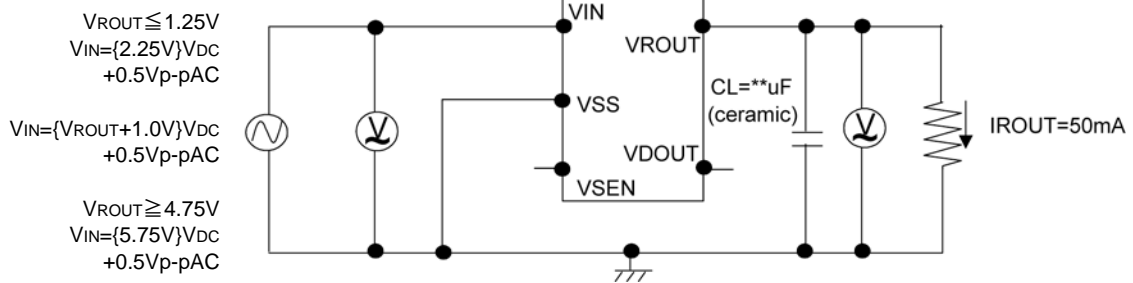 VROUT≦1.25V
VIN={2.25V}VDC
+0.5Vp-pAC
VIN={VROUT+1.0V}VDC
+0.5Vp-pAC
VROUT≧4.75V
VIN={5.75V}VDC
+0.5Vp-pAC
VIN
VROUT
VSS
VDOUT
VSEN
V
CL=**uF
(ceramic)
V
IROUT=50mA